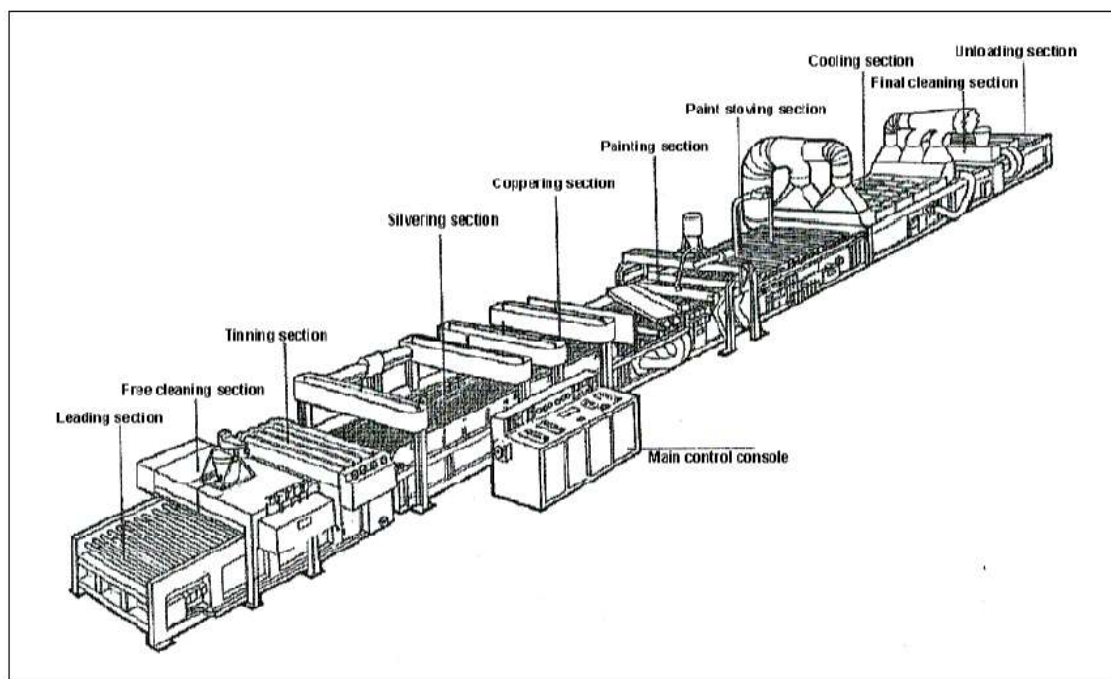 Unloading section
Cooling section
Final cleaning section
Paint stoving section
Painting section
Coppering section
Silvering section
Tinning section
Free cleaning section
Leading section
Main control console